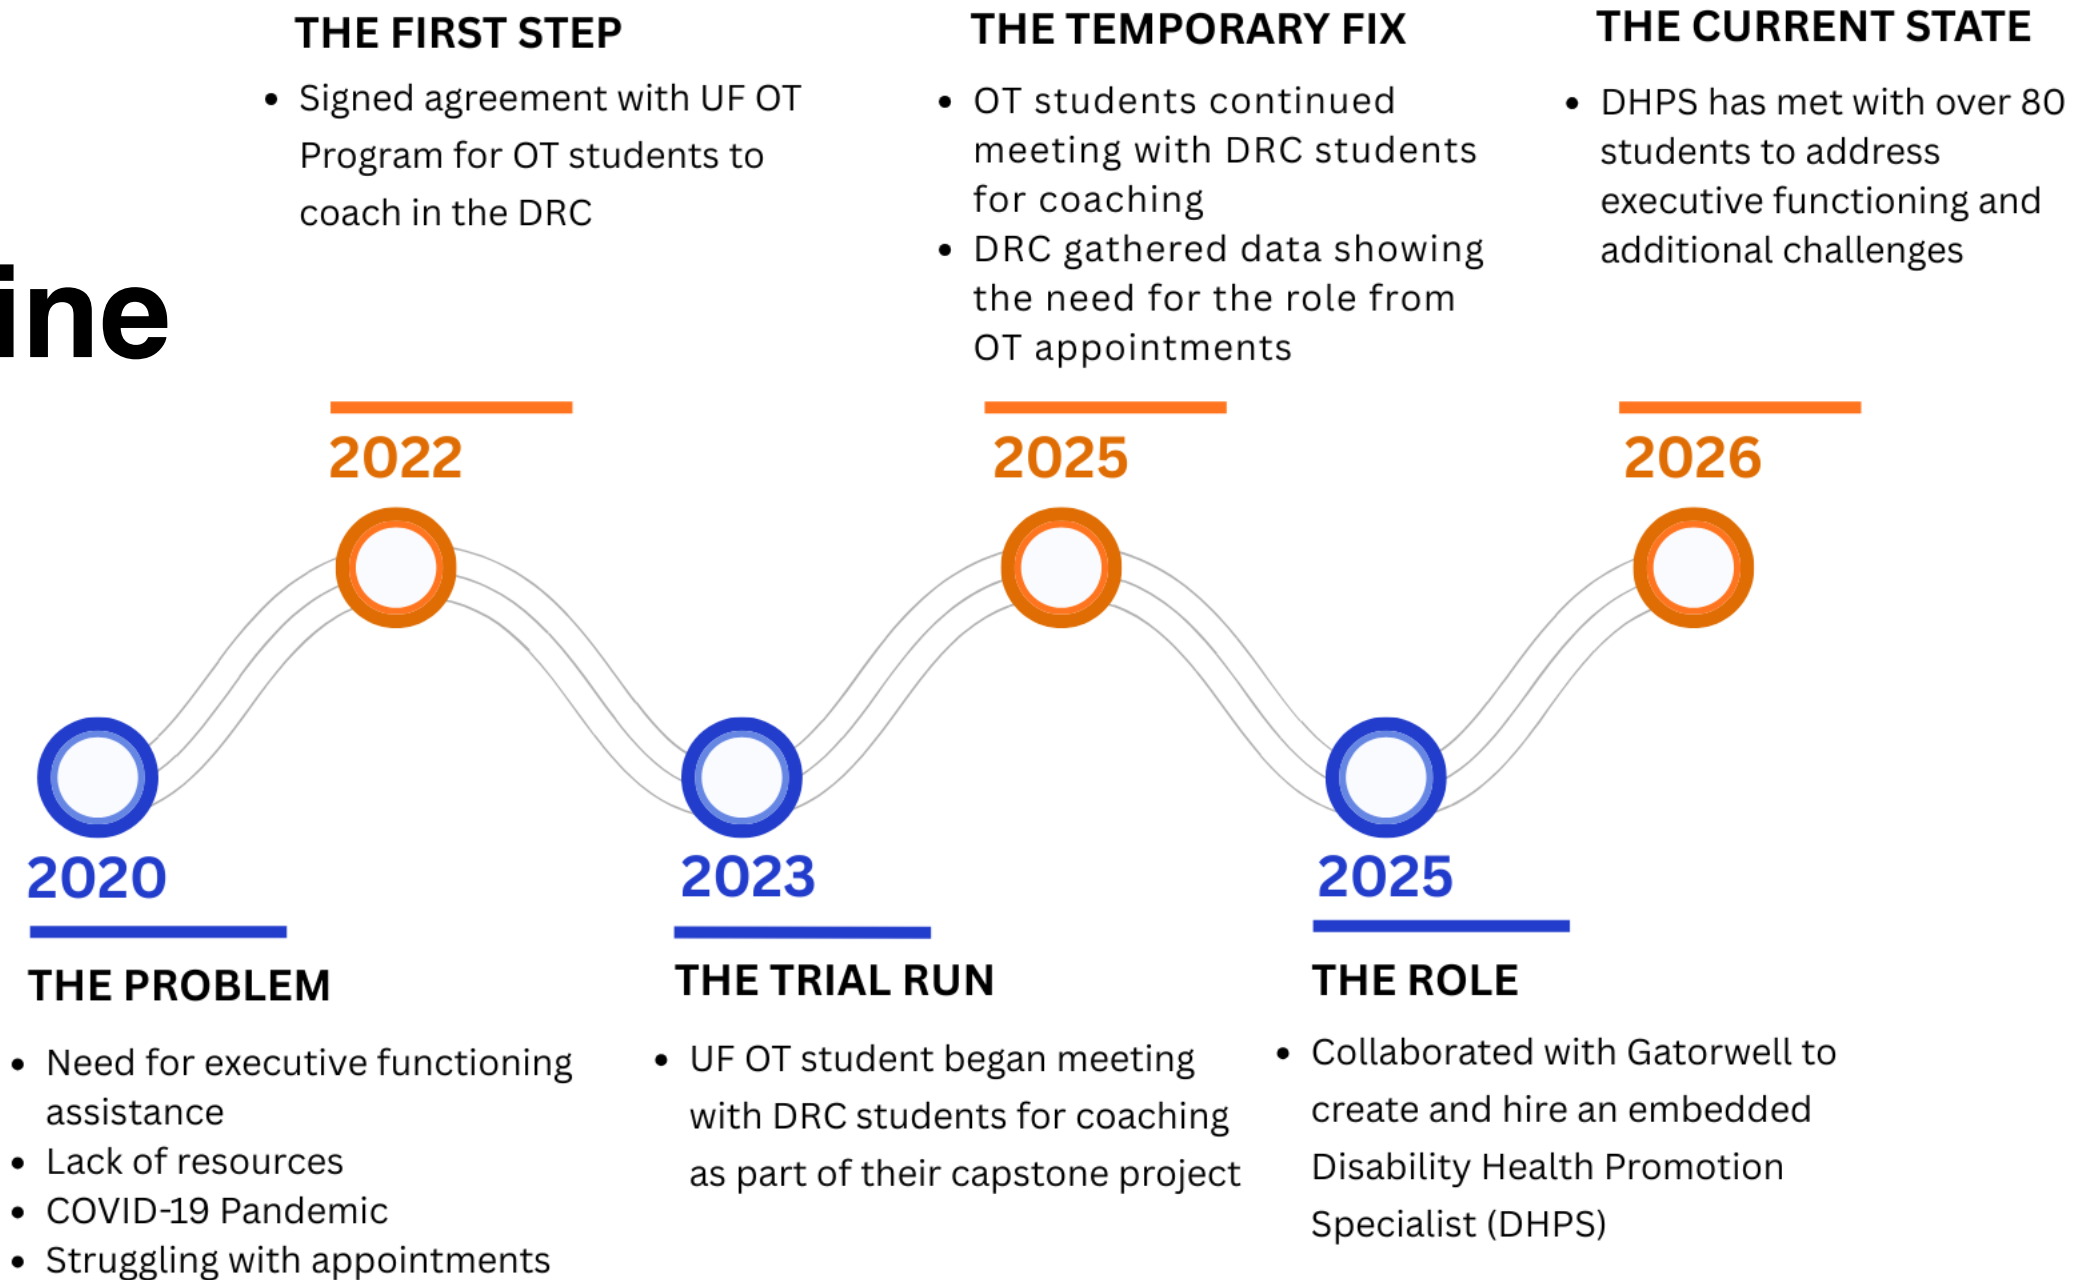 THE FIRST STEP
• Signed agreement with UF OT
Program for OT students to
coach in the DRC
THE TEMPORARY FIX
• OT students continued
meeting with DRC students
for coaching
• DRC gathered data showing
the need for the role from
OT appointments
THE CURRENT STATE
• DHPS has met with over 80
students to address
executive functioning and
additional challenges
ine
2022
2025
2026
2020
2023
2025
THE PROBLEM
• Need for executive functioning
assistance
• Lack of resources
• COVID-19 Pandemic
• Struggling with appointments
THE TRIAL RUN
• UF OT student began meeting
with DRC students for coaching
as part of their capstone project
THE ROLE
• Collaborated with Gatorwell to
create and hire an embedded
Disability Health Promotion
Specialist (DHPS)